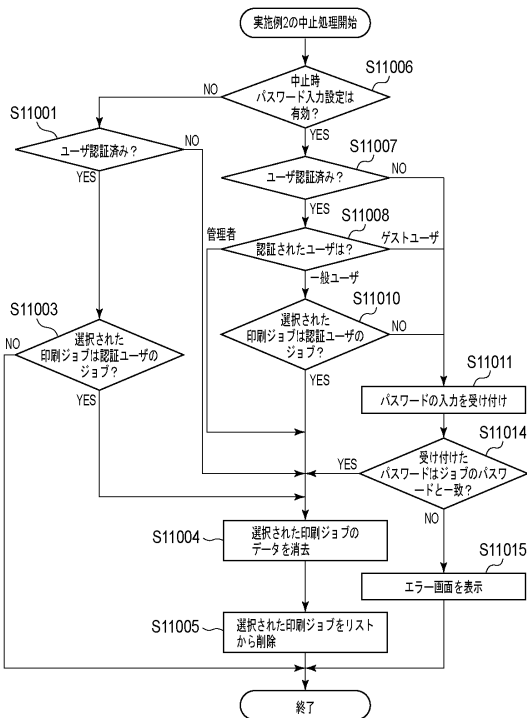 実施例2の中止処理開始
S11006
中止時
パスワード入力設定は
有効？
NO
YES
S11001
ユーザ認証済み？
NO
YES
S11007
ユーザ認証済み？
NO
YES
S11008
認証されたユーザは？
管理者
ゲストユーザ
一般ユーザ
S11003
選択された
印刷ジョブは認証ユーザの
ジョブ？
NO
YES
S11010
選択された
印刷ジョブは認証ユーザの
ジョブ？
NO
YES
S11011
パスワードの入力を受け付け
S11014
受け付けた
パスワードはジョブのパスワ
ードと一致？
YES
NO
S11004
選択された印刷ジョブの
データを消去
S11015
エラー画面を表示
S11005
選択された印刷ジョブをリスト
から削除
終了